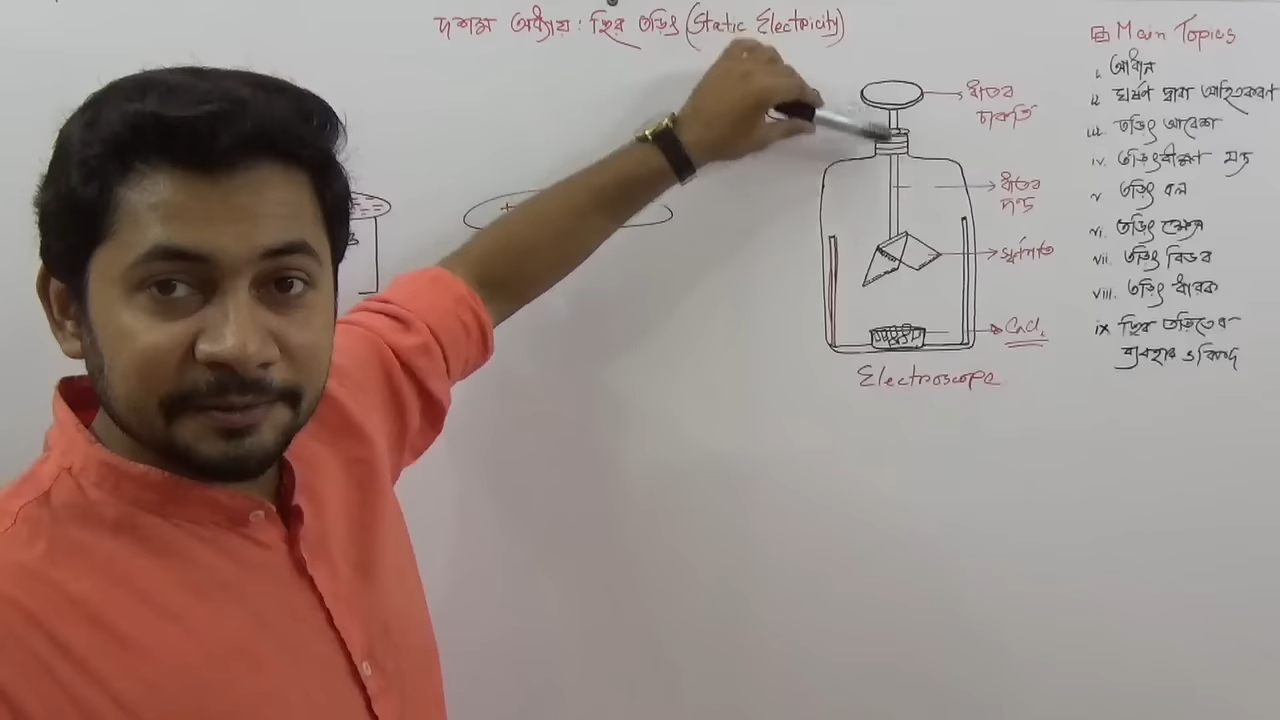 দশম অধ্যায় : স্থির তড়িৎ (Static Electricity)
ধাতব
চাকতি
ধাতব
দন্ড
স্বর্ণপাত
CaCl₂
Electroscope
Main Topics
i. আধান
ii. ঘর্ষণ দ্বারা আহিতকরণ
iii. তড়িৎ আবেশ
iv. তড়িৎবীক্ষণ যন্ত্র
v. তড়িৎ বল
vi. তড়িৎ ক্ষেত্র
vii. তড়িৎ বিভব
viii. তড়িৎ ধারক
ix স্থির তড়িতের
ব্যবহার ও বিপদ